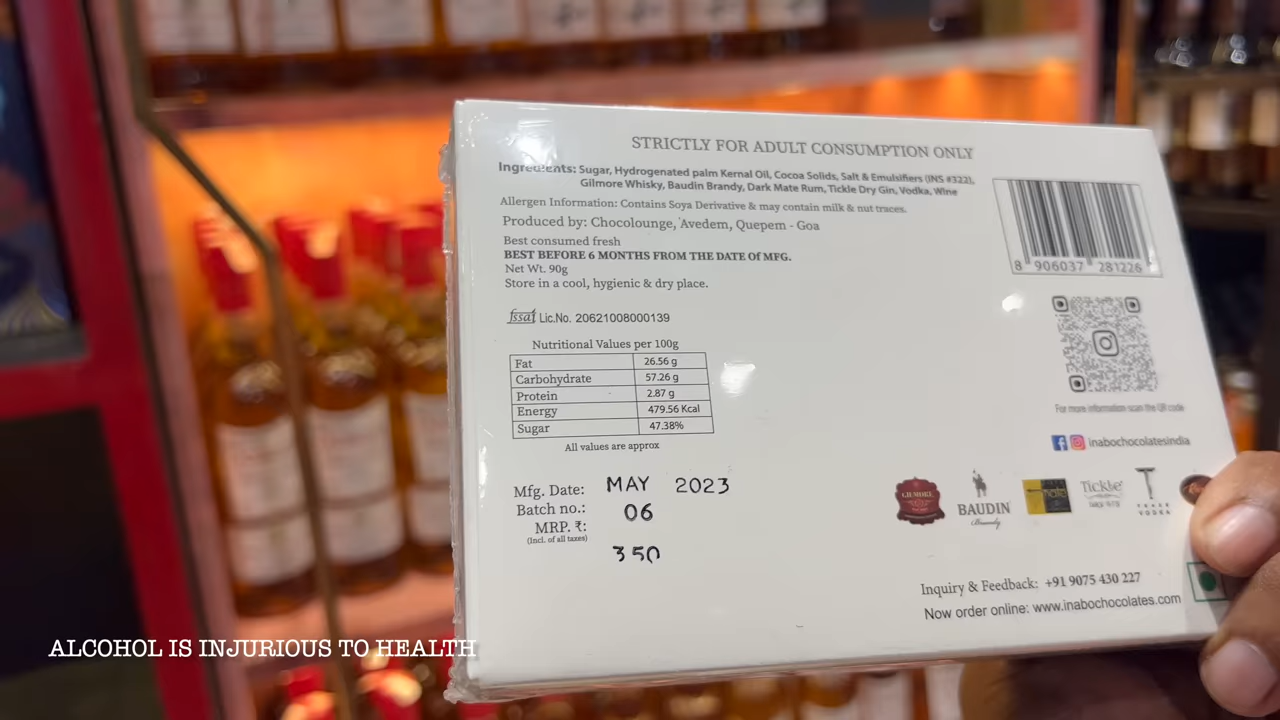 STRICTLY FOR ADULT CONSUMPTION ONLY
Ingredients: Sugar, Hydrogenated palm Kernal Oil, Cocoa Solids, Salt & Emulsifiers (INS #322),
Gilmore Whisky, Baudin Brandy, Dark Mate Rum, Tickle Dry Gin, Vodka, Wine
Allergen Information: Contains Soya Derivative & may contain milk & nut traces.
Produced by: Chocolounge, Avedem, Quepem - Goa
Best consumed fresh
BEST BEFORE 6 MONTHS FROM THE DATE Of MFG.
Net Wt. 90g
Store in a cool, hygienic & dry place.
8 906037 281226
fssai Lic.No. 20621008000139
Nutritional Values per 100g
Fat 26.56 g
Carbohydrate 57.26 g
Protein 2.87 g
Energy 479.56 Kcal
Sugar 47.38%
All values are approx
For more information scan the QR code
inabochocolatesindia
Mfg. Date: MAY 2023
Batch no.: 06
MRP. ₹:
(Incl. of all taxes)
350
GILMORE
BAUDIN
Brandy
Tickle
VODKA
Inquiry & Feedback: +91 9075 430 227
Now order online: www.inabochocolates.com
ALCOHOL IS INJURIOUS TO HEALTH